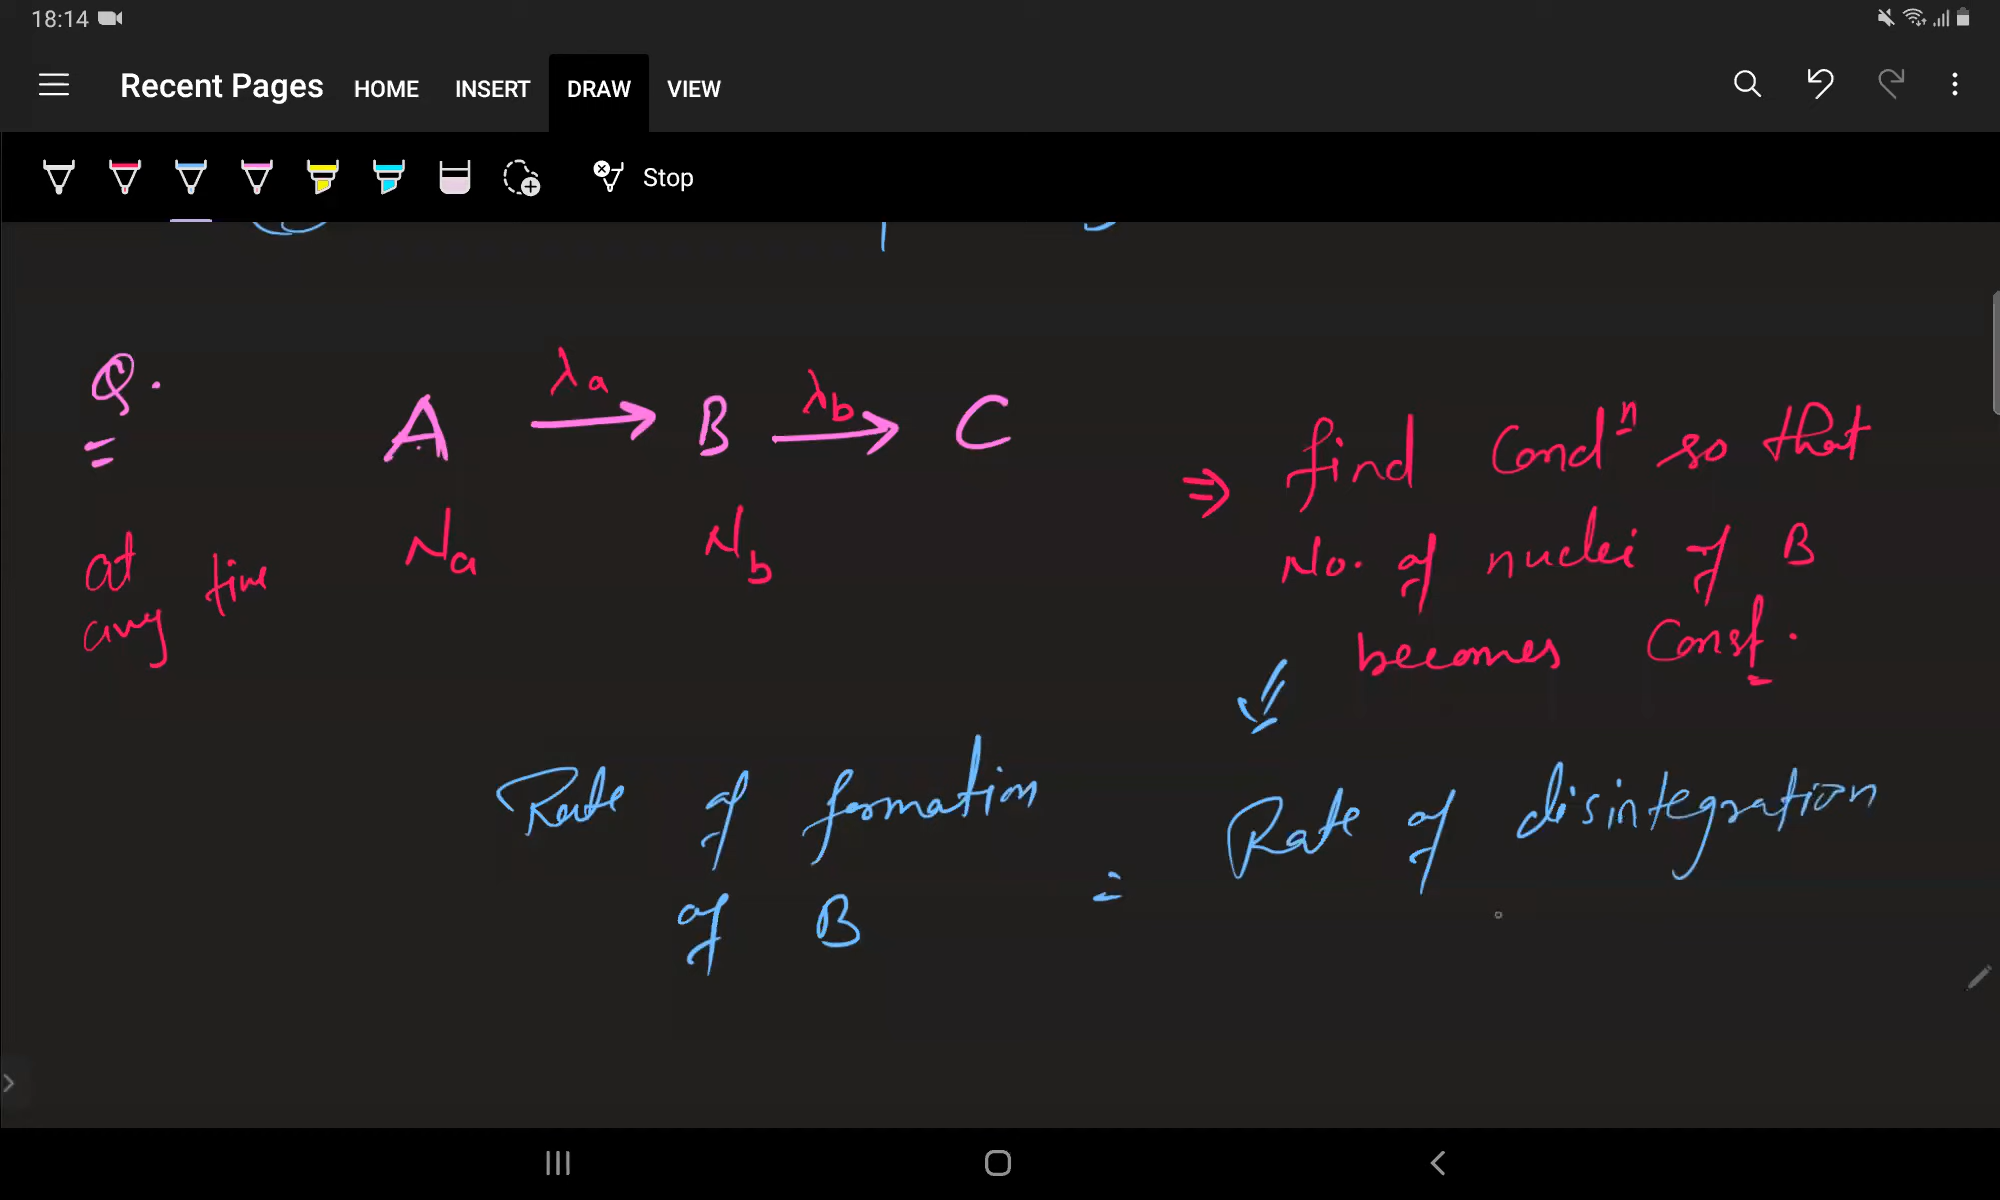 18:14
Recent Pages HOME INSERT DRAW VIEW
Stop
Q.
A λa B λb C
Na Nb
at any time
⇒ find Condⁿ so that
No. of nuclei of B
becomes Const.
Rate of formation of B = Rate of disintegration